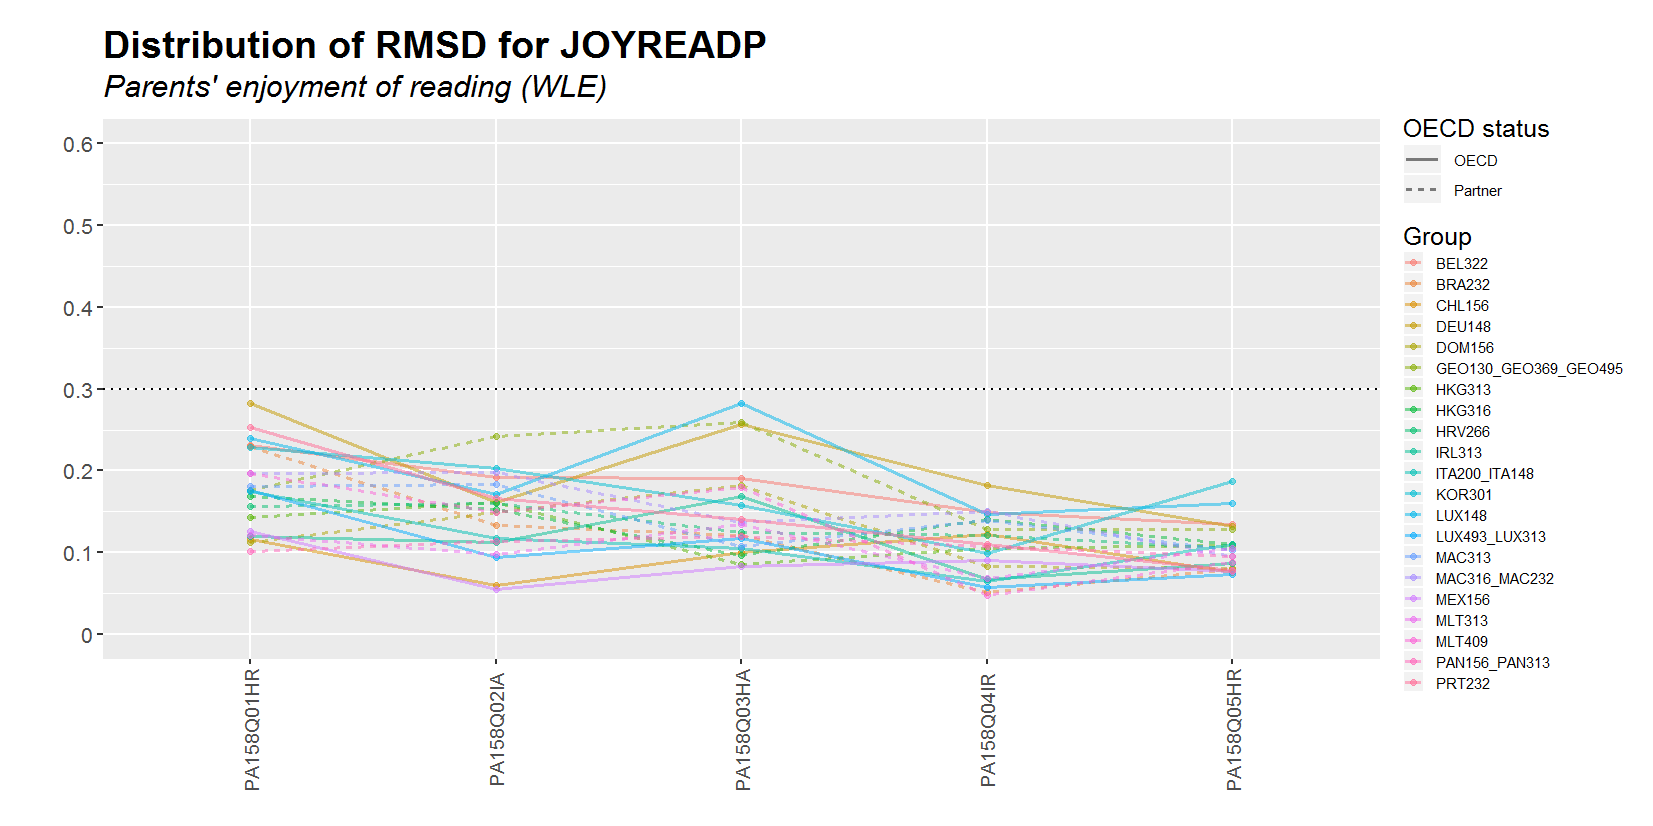 Distribution of RMSD for JOYREADP
Parents' enjoyment of reading (WLE)
0.6
0.5
0.4
0.3
0.2
0.1
0
PA158Q01HR
PA158Q02IA
PA158Q03HA
PA158Q04IR
PA158Q05HR
OECD status
OECD
Partner
Group
BEL322
BRA232
CHL156
DEU148
DOM156
GEO130_GEO369_GEO495
HKG313
HKG316
HRV266
IRL313
ITA200_ITA148
KOR301
LUX148
LUX493_LUX313
MAC313
MAC316_MAC232
MEX156
MLT313
MLT409
PAN156_PAN313
PRT232